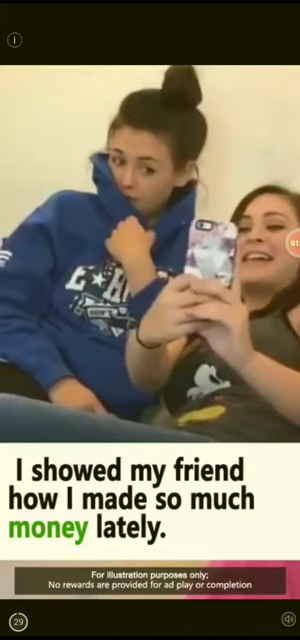 I showed my friend
how I made so much
money lately.
For illustration purposes only;
No rewards are provided for ad play or completion
29